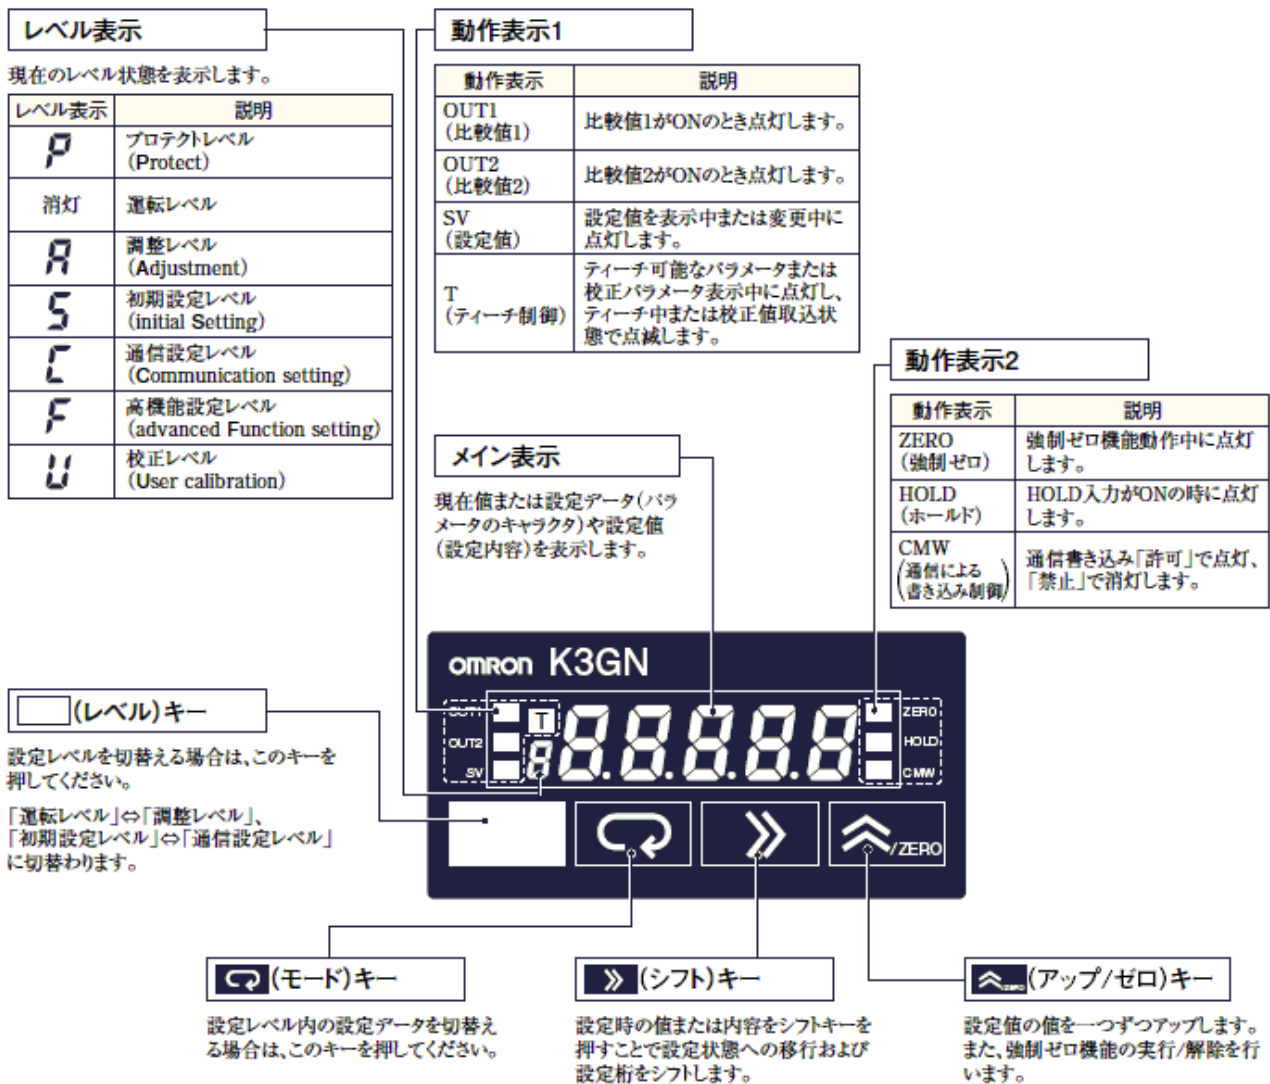 レベル表示
現在のレベル状態を表示します。
レベル表示 説明
P プロテクトレベル
(Protect)
消灯 運転レベル
A 調整レベル
(Adjustment)
S 初期設定レベル
(initial Setting)
C 通信設定レベル
(Communication setting)
F 高機能設定レベル
(advanced Function setting)
U 校正レベル
(User calibration)
動作表示1
動作表示 説明
OUT1
(比較値1)
比較値1がONのとき点灯します。
OUT2
(比較値2)
比較値2がONのとき点灯します。
SV
(設定値)
設定値を表示中または変更中に
点灯します。
T
(ティーチ制御)
ティーチ可能なパラメータまたは
校正パラメータ表示中に点灯し、
ティーチ中または校正値取込状
態で点滅します。
動作表示2
動作表示 説明
ZERO
(強制ゼロ)
強制ゼロ機能動作中に点灯
します。
HOLD
(ホールド)
HOLD入力がONの時に点灯
します。
CMW
(通信による
書き込み制御)
通信書き込み「許可」で点灯、
「禁止」で消灯します。
メイン表示
現在値または設定データ(パラ
メータのキャラクタ)や設定値
(設定内容)を表示します。
OMRON K3GN
OUT1
OUT2
SV
T
8
8.8.8.8.8
ZERO
HOLD
CMW
/ZERO
(レベル)キー
設定レベルを切替える場合は、このキーを
押してください。
「運転レベル」⇔「調整レベル」、
「初期設定レベル」⇔「通信設定レベル」
に切替わります。
(モード)キー
設定レベル内の設定データを切替え
る場合は、このキーを押してください。
(シフト)キー
設定時の値または内容をシフトキーを
押すことで設定状態への移行および
設定桁をシフトします。
/ZERO (アップ/ゼロ)キー
設定値の値を一つずつアップします。
また、強制ゼロ機能の実行/解除を行
います。